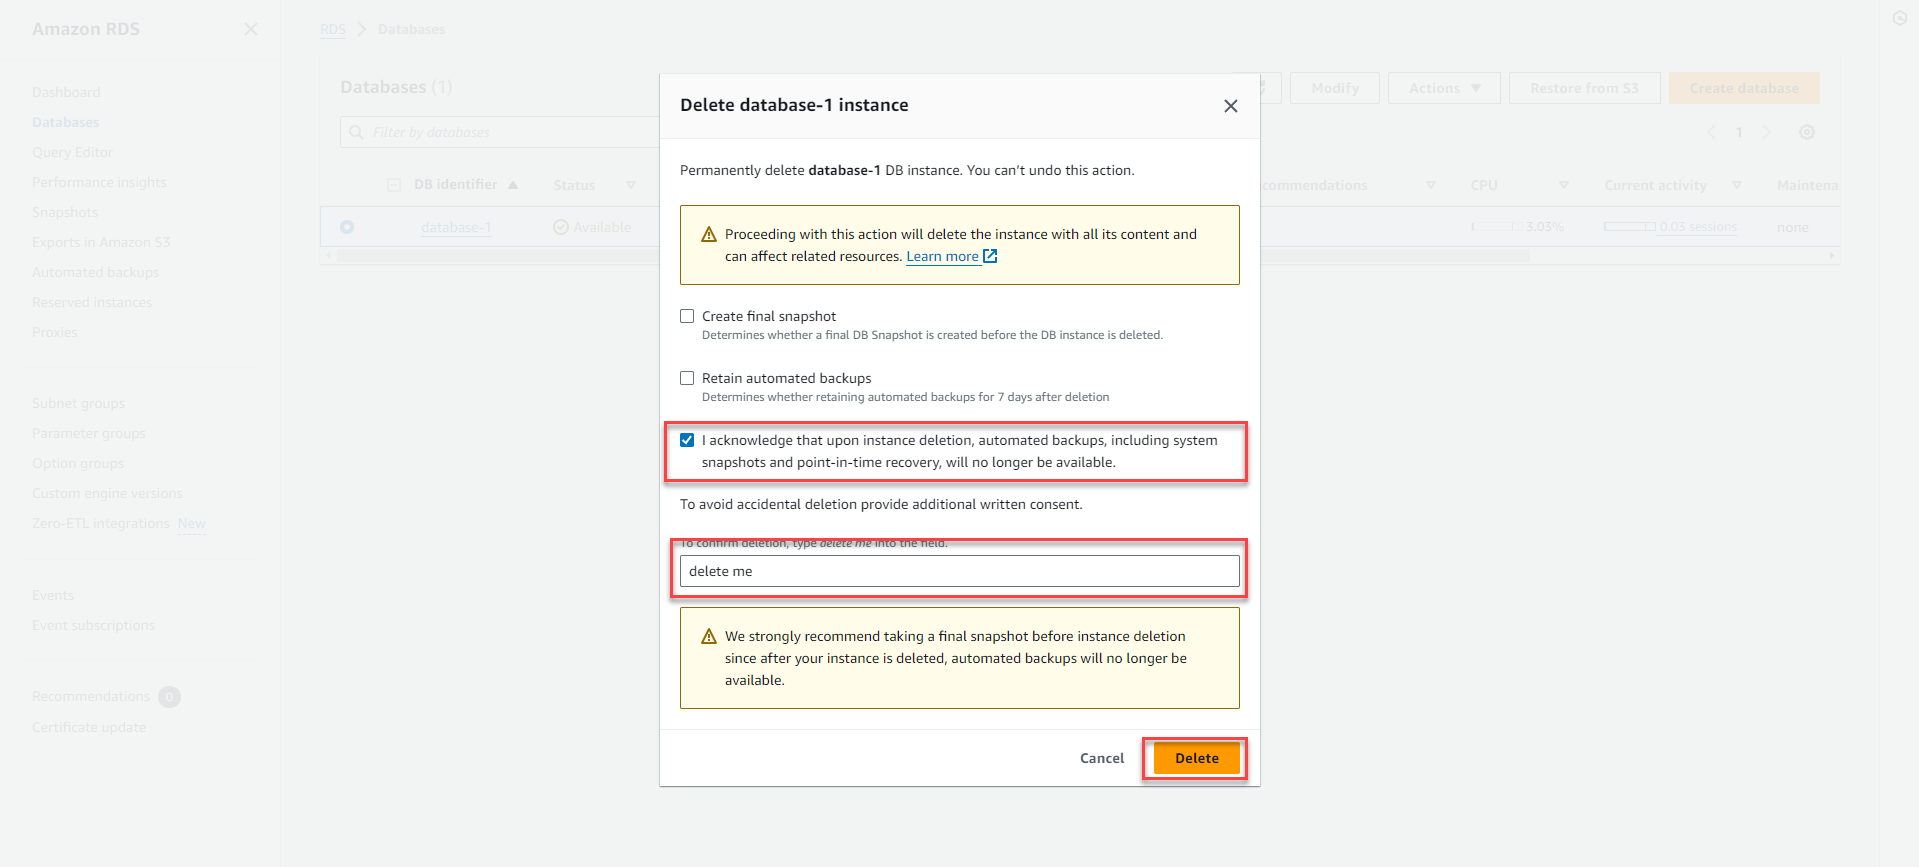 Amazon RDS
RDS
Databases
Dashboard
Databases
Query Editor
Performance insights
Snapshots
Exports in Amazon S3
Automated backups
Reserved instances
Proxies
Subnet groups
Parameter groups
Option groups
Custom engine versions
Zero-ETL integrations New
Events
Event subscriptions
Recommendations 0
Certificate update
Databases (1)
Modify
Actions
Restore from S3
Create database
Filter by databases
1
DB identifier
Status
commendations
CPU
Current activity
Maintena
database-1
Available
3.03%
0.03 sessions
none
Delete database-1 instance
Permanently delete database-1 DB instance. You can't undo this action.
Proceeding with this action will delete the instance with all its content and
can affect related resources. Learn more
Create final snapshot
Determines whether a final DB Snapshot is created before the DB instance is deleted.
Retain automated backups
Determines whether retaining automated backups for 7 days after deletion
I acknowledge that upon instance deletion, automated backups, including system
snapshots and point-in-time recovery, will no longer be available.
To avoid accidental deletion provide additional written consent.
To confirm deletion, type delete me into the field.
delete me
We strongly recommend taking a final snapshot before instance deletion
since after your instance is deleted, automated backups will no longer be
available.
Cancel
Delete